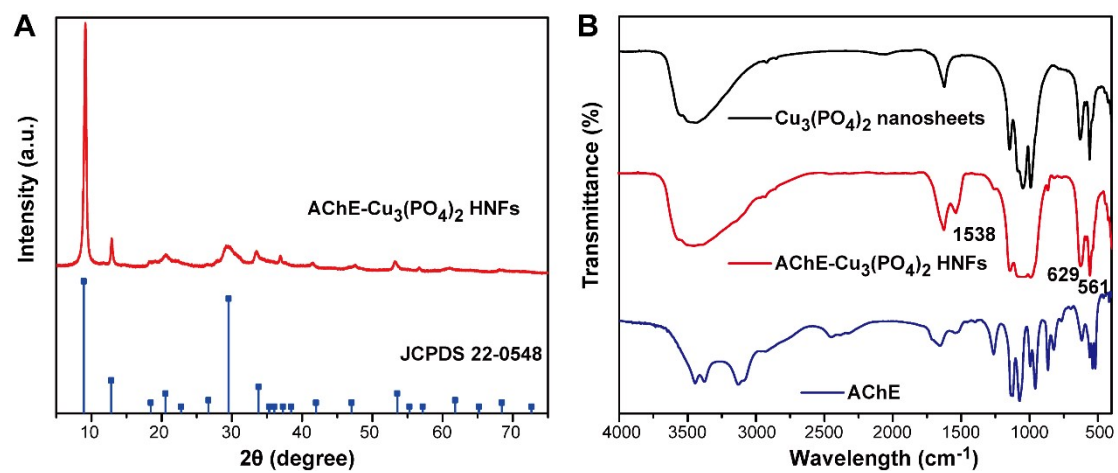 A
Intensity (a.u.)
AChE-Cu₃(PO₄)₂ HNFs
JCPDS 22-0548
10 20 30 40 50 60 70
2θ (degree)
B
Transmittance (%)
Cu₃(PO₄)₂ nanosheets
1538
AChE-Cu₃(PO₄)₂ HNFs
629
561
AChE
4000 3500 3000 2500 2000 1500 1000 500
Wavelength (cm⁻¹)